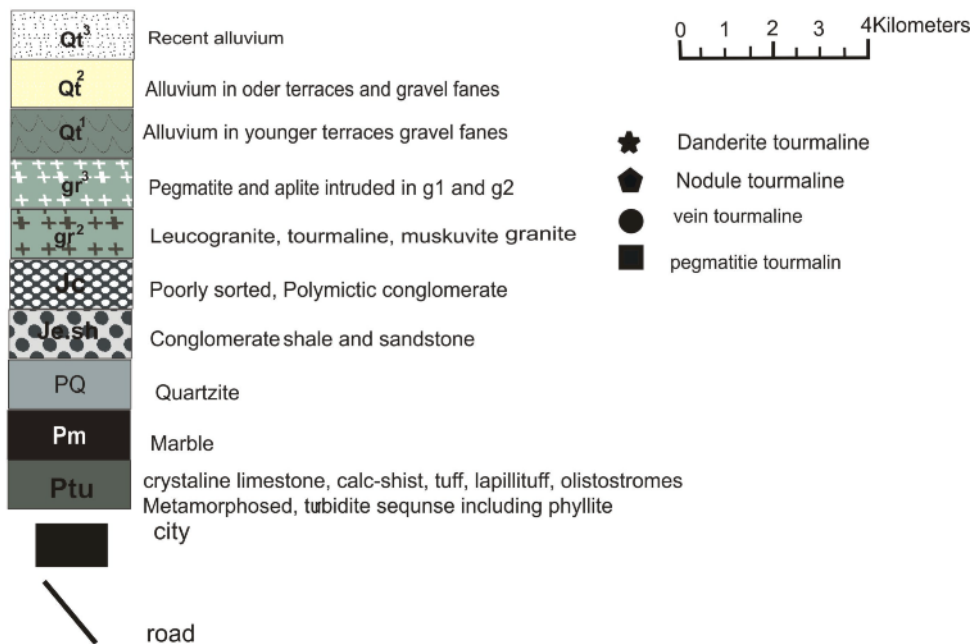 Qt3 Recent alluvium
Qt2 Alluvium in oder terraces and gravel fanes
Qt1 Alluvium in younger terraces gravel fanes
gr3 Pegmatite and aplite intruded in g1 and g2
gr2 Leucogranite, tourmaline, muskuvite granite
Jc Poorly sorted, Polymictic conglomerate
Je.sh Conglomerate shale and sandstone
PQ Quartzite
Pm Marble
Ptu crystaline limestone, calc-shist, tuff, lapillituff, olistostromes
Metamorphosed, turbidite sequnse including phyllite
city
road
0 1 2 3 4 Kilometers
Danderite tourmaline
Nodule tourmaline
vein tourmaline
pegmatitie tourmalin